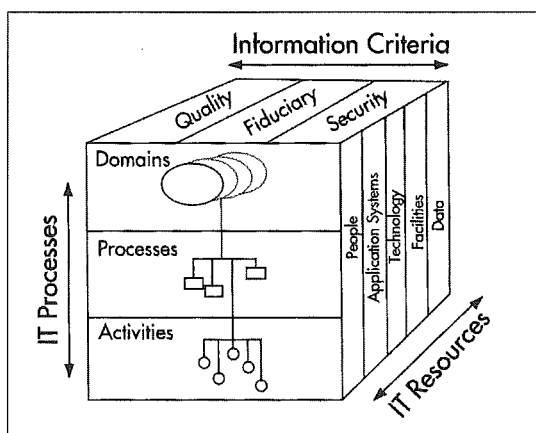 Information Criteria
Quality
Fiduciary
Security
Domains
Processes
Activities
IT Processes
People
Application Systems
Technology
Facilities
Data
IT Resources